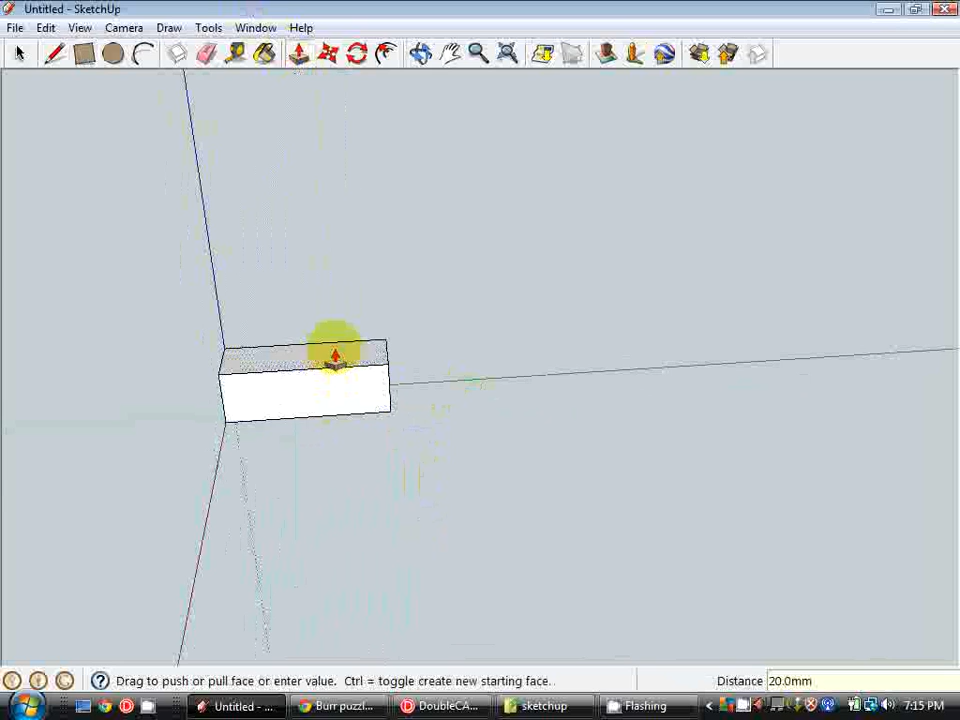 Untitled - SketchUp
File Edit View Camera Draw Tools Window Help
Drag to push or pull face or enter value. Ctrl = toggle create new starting face. Distance 20.0mm
Untitled - ... Burr puzzl... DoubleCA... sketchup Flashing 7:15 PM